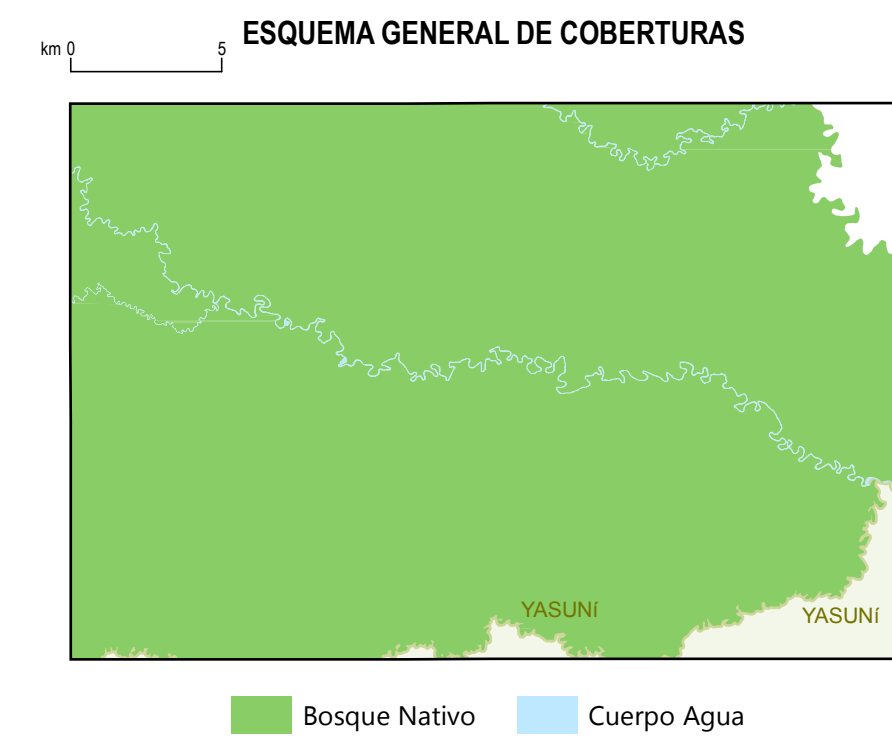 ESQUEMA GENERAL DE COBERTURAS
km 0 5
YASUNí
YASUNí
Bosque Nativo
Cuerpo Agua